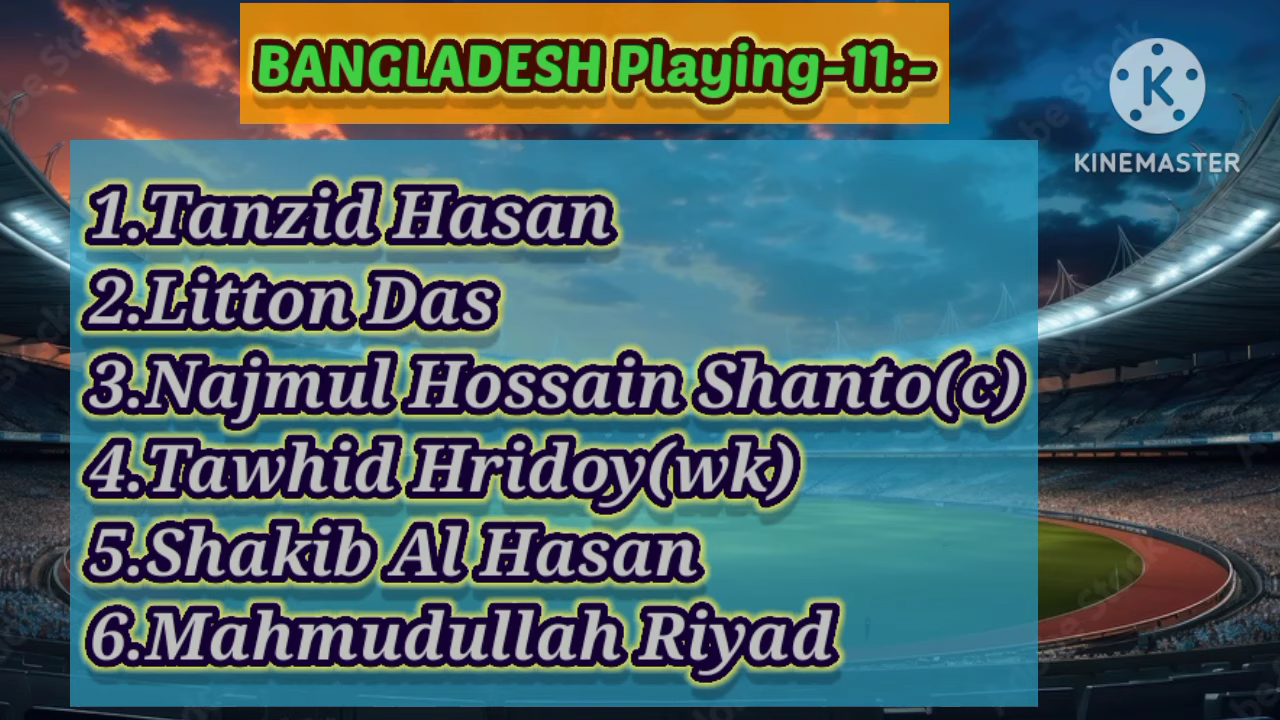 BANGLADESH Playing-11:-
K
KINEMASTER
1.Tanzid Hasan
2.Litton Das
3.Najmul Hossain Shanto(c)
4.Tawhid Hridoy(wk)
5.Shakib Al Hasan
6.Mahmudullah Riyad